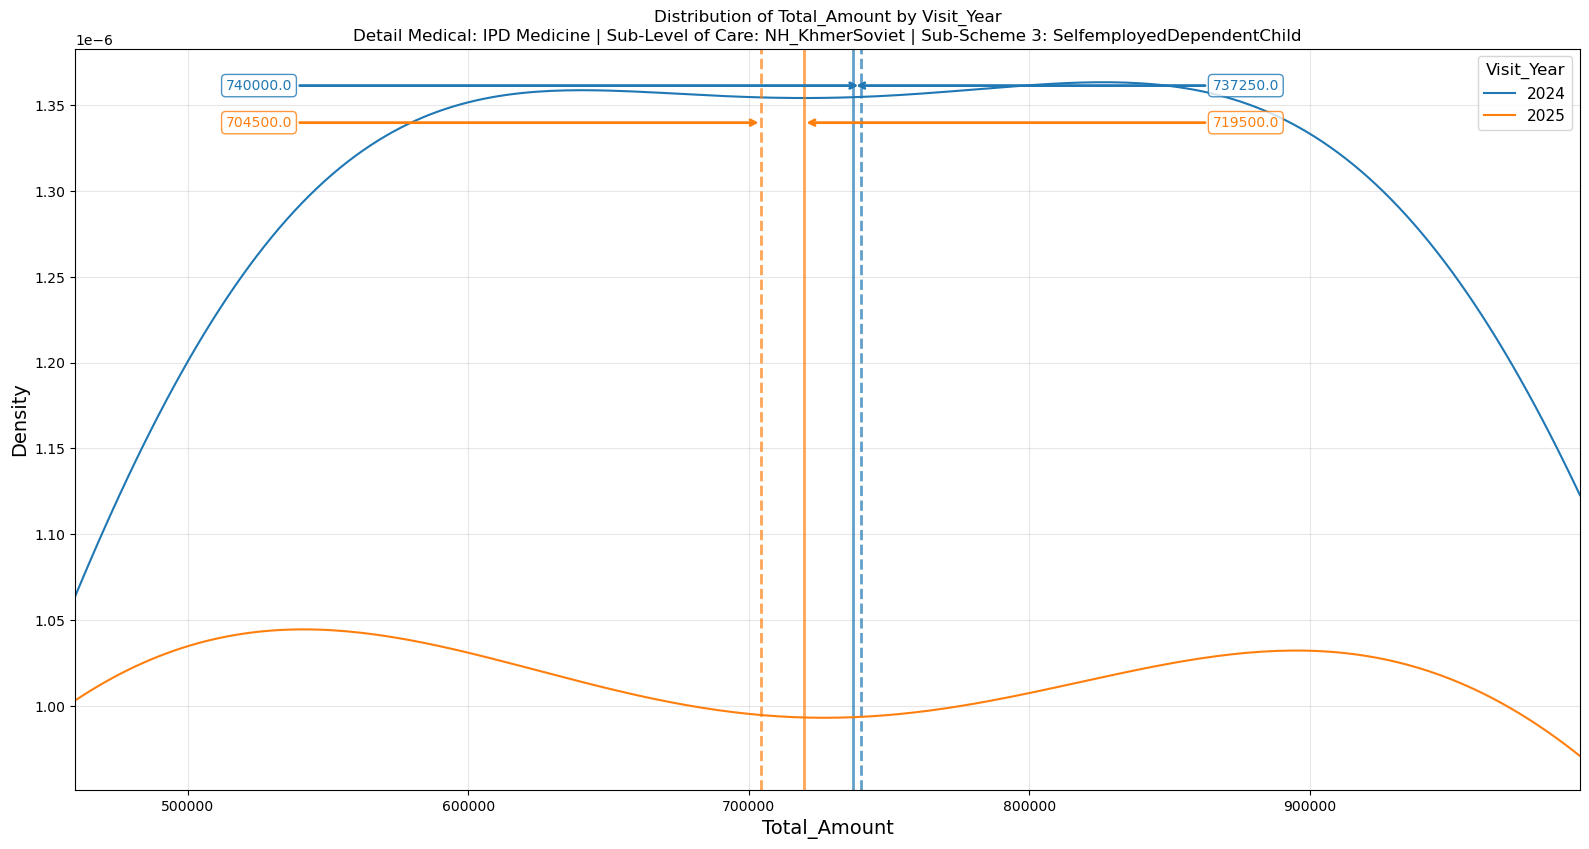 Distribution of Total_Amount by Visit_Year
Detail Medical: IPD Medicine | Sub-Level of Care: NH_KhmerSoviet | Sub-Scheme 3: SelfemployedDependentChild
1e−6
740000.0
737250.0
704500.0
719500.0
Visit_Year
2024
2025
1.35
1.30
1.25
1.20
1.15
1.10
1.05
1.00
Density
500000 600000 700000 800000 900000
Total_Amount